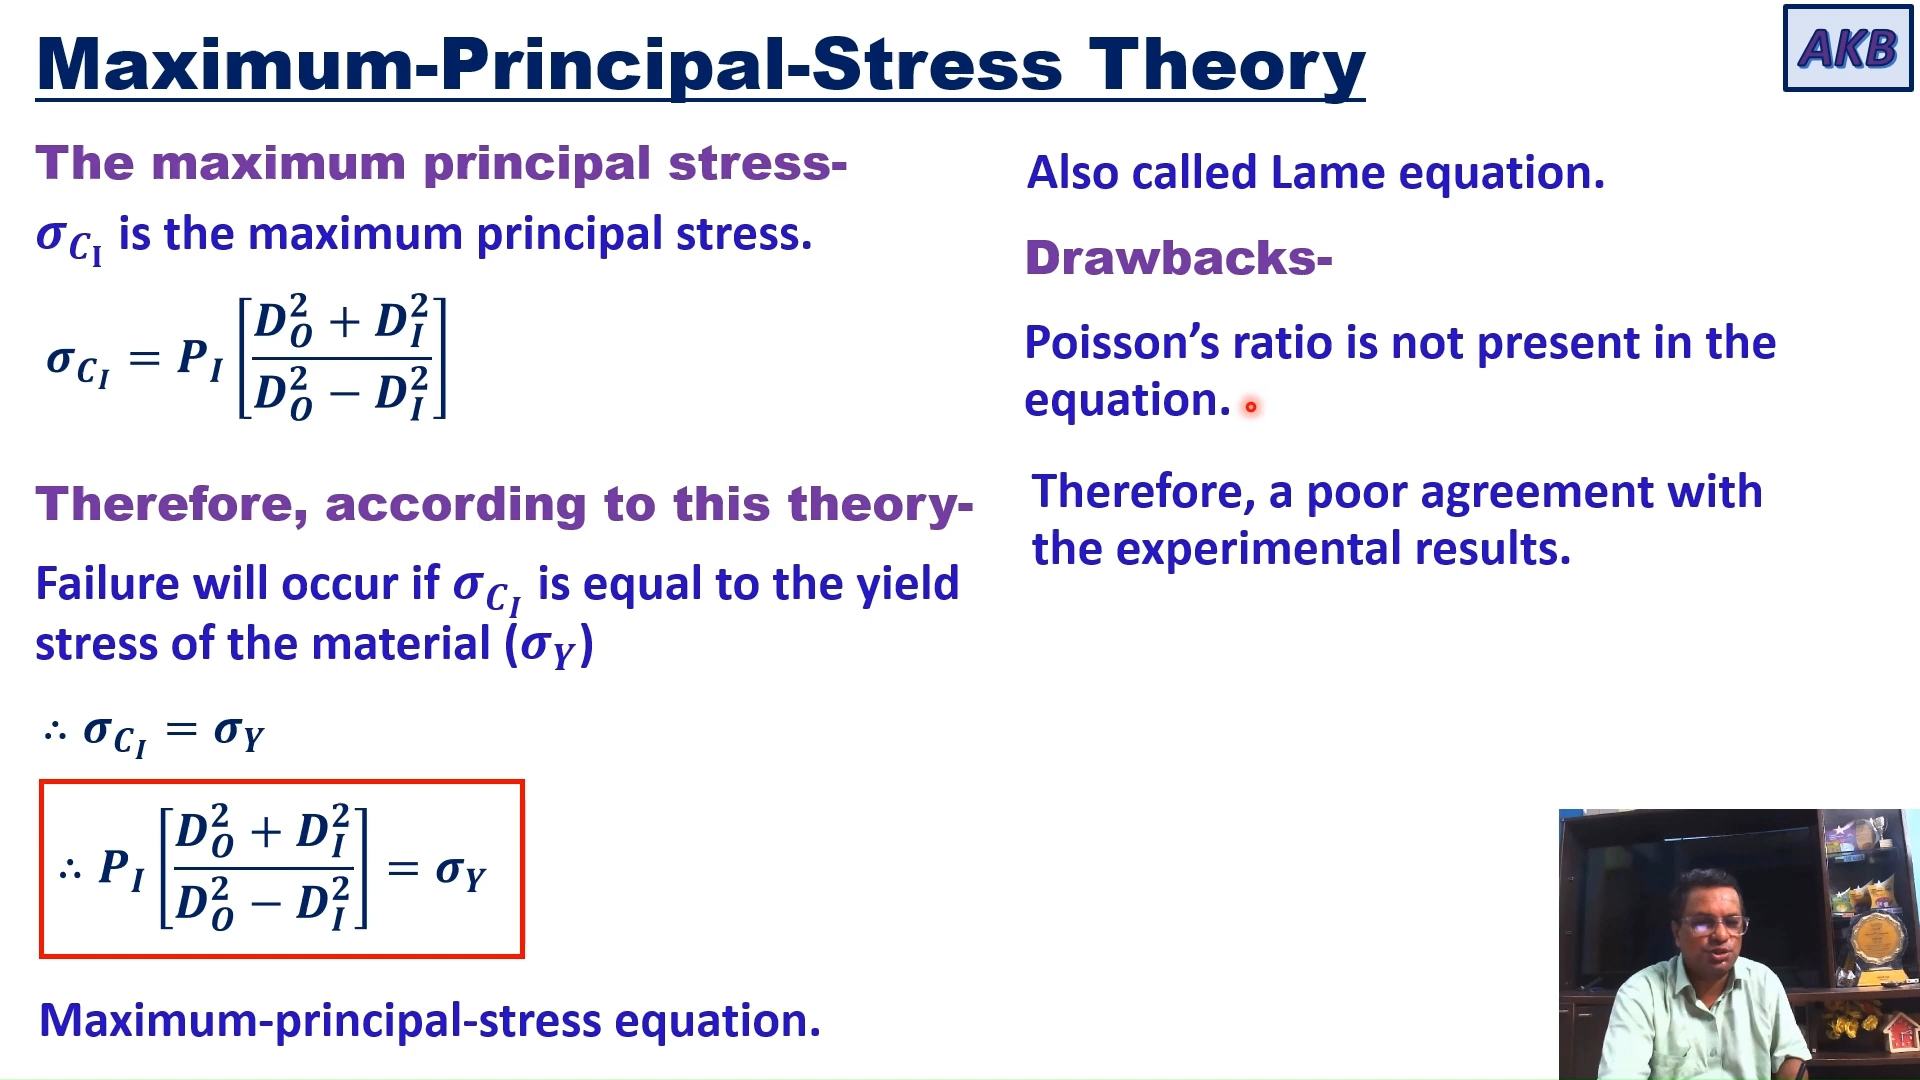 Maximum-Principal-Stress Theory
AKB
The maximum principal stress-
σ_{C_I} is the maximum principal stress.
σ_{C_I} = P_I [(D_O^2 + D_I^2) / (D_O^2 − D_I^2)]
Therefore, according to this theory-
Failure will occur if σ_{C_I} is equal to the yield
stress of the material (σ_Y)
∴ σ_{C_I} = σ_Y
∴ P_I [(D_O^2 + D_I^2) / (D_O^2 − D_I^2)] = σ_Y
Maximum-principal-stress equation.
Also called Lame equation.
Drawbacks-
Poisson’s ratio is not present in the
equation.
Therefore, a poor agreement with
the experimental results.